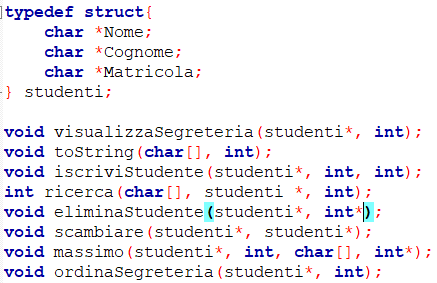 typedef struct{
char *Nome;
char *Cognome;
char *Matricola;
} studenti;
void visualizzaSegreteria(studenti*, int);
void toString(char[], int);
void iscriviStudente(studenti*, int, int);
int ricerca(char[], studenti *, int);
void eliminaStudente(studenti*, int*);
void scambiare(studenti*, studenti*);
void massimo(studenti*, int, char[], int*);
void ordinaSegreteria(studenti*, int);